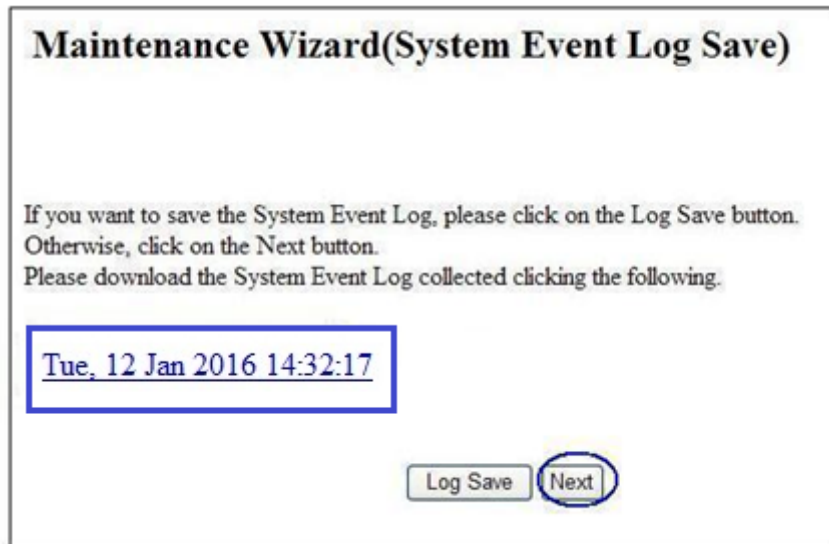 Maintenance Wizard(System Event Log Save)
If you want to save the System Event Log, please click on the Log Save button.
Otherwise, click on the Next button.
Please download the System Event Log collected clicking the following.
Tue, 12 Jan 2016 14:32:17
Log Save Next